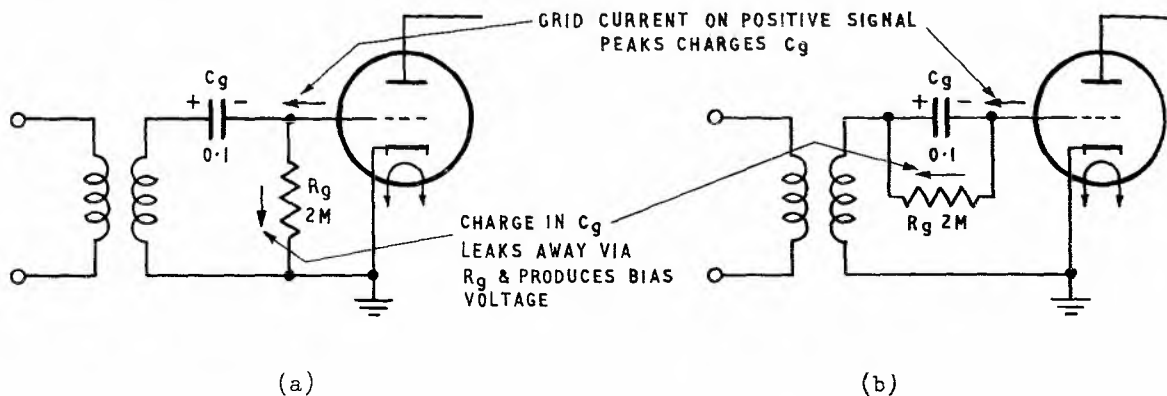 GRID CURRENT ON POSITIVE SIGNAL
PEAKS CHARGES Cg
Cg
+ -
0·1
Rg
2M
CHARGE IN Cg
LEAKS AWAY VIA
Rg & PRODUCES BIAS
VOLTAGE
Cg
+ -
0·1
Rg 2M
(a)
(b)